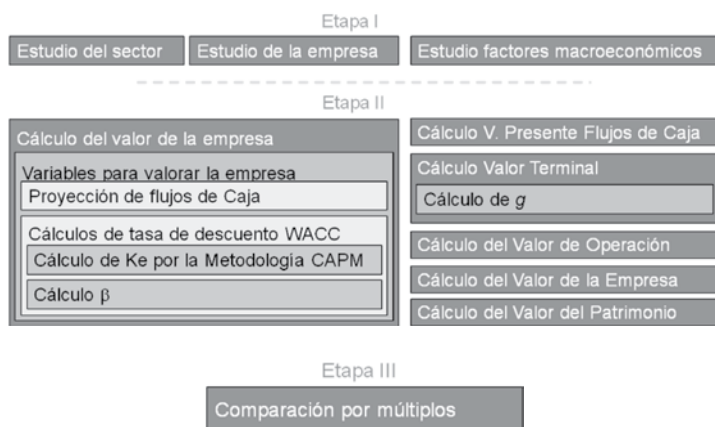 Etapa I
Estudio del sector
Estudio de la empresa
Estudio factores macroeconómicos
Etapa II
Cálculo del valor de la empresa
Variables para valorar la empresa
Proyección de flujos de Caja
Cálculos de tasa de descuento WACC
Cálculo de Ke por la Metodología CAPM
Cálculo β
Cálculo V. Presente Flujos de Caja
Cálculo Valor Terminal
Cálculo de g
Cálculo del Valor de Operación
Cálculo del Valor de la Empresa
Cálculo del Valor del Patrimonio
Etapa III
Comparación por múltiplos